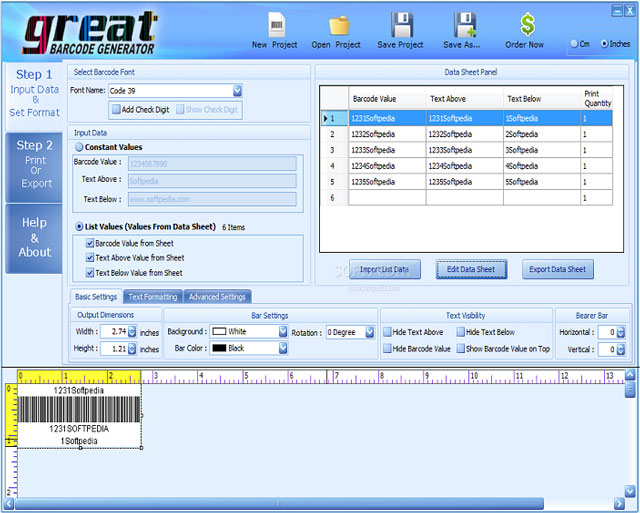 great
BARCODE GENERATOR
New Project
Open Project
Save Project
Save As...
Order Now
Cm
Inches
Step 1
Input Data
&
Set Format
Step 2
Print
Or
Export
Help
&
About
Select Barcode Font
Font Name: Code 39
Add Check Digit
Show Check Digit
Input Data
Constant Values
Barcode Value : 1234567890
Text Above : Softpedia
Text Below : www.softpedia.com
List Values (Values From Data Sheet) 6 Items
Barcode Value from Sheet
Text Above Value from Sheet
Text Below Value from Sheet
Data Sheet Panel
Barcode Value Text Above Text Below Print Quantity
1 1231Softpedia 1231Softpedia 1Softpedia 1
2 1232Softpedia 1232Softpedia 2Softpedia 1
3 1233Softpedia 1233Softpedia 3Softpedia 1
4 1234Softpedia 1234Softpedia 4Softpedia 1
5 1235Softpedia 1235Softpedia 5Softpedia 1
6 1
Import List Data
Edit Data Sheet
Export Data Sheet
www.softpedia.com
Basic Settings
Text Formatting
Advanced Settings
Output Dimensions
Width : 2.74 inches
Height : 1.21 inches
Bar Settings
Background : White
Rotation : 0 Degree
Bar Color : Black
Text Visibility
Hide Text Above
Hide Text Below
Hide Barcode Value
Show Barcode Value on Top
Bearer Bar
Horizontal : 0
Vertical : 0
0 1 2 3 4 5 6 7 8 9 10 11 12 13
0
1
2
1231Softpedia
1231SOFTPEDIA
1Softpedia